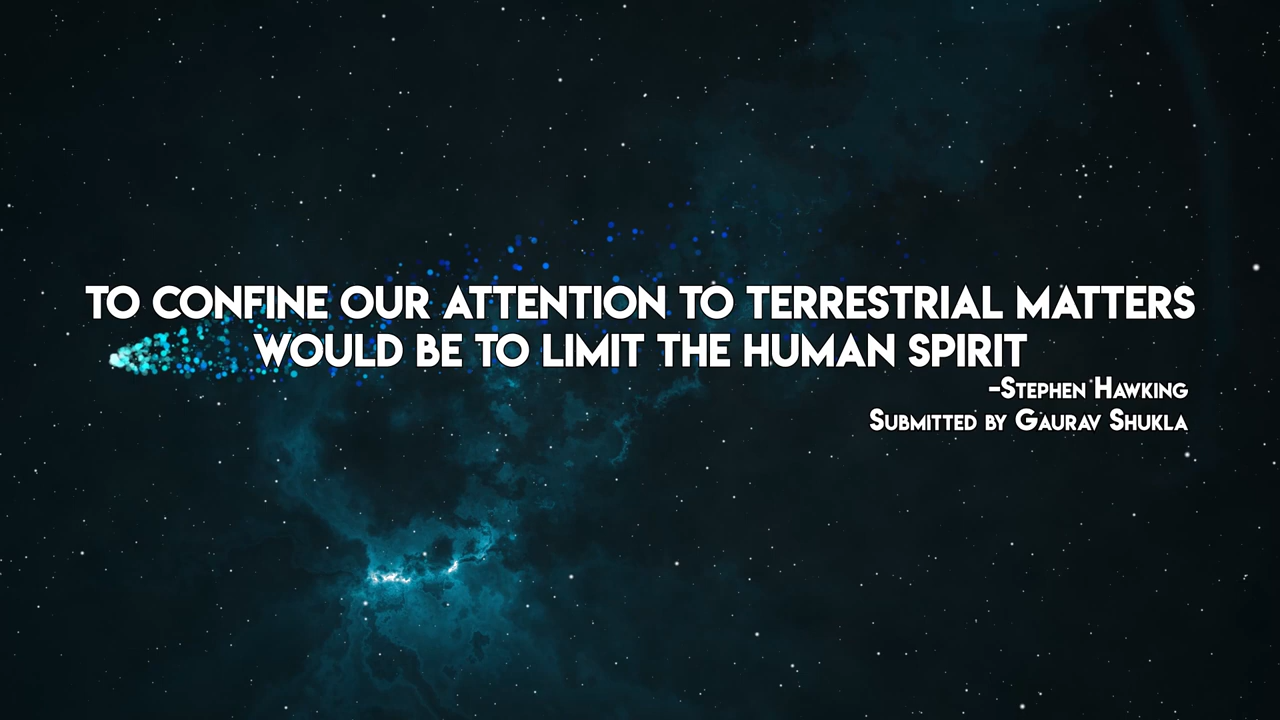 TO CONFINE OUR ATTENTION TO TERRESTRIAL MATTERS
WOULD BE TO LIMIT THE HUMAN SPIRIT
-Stephen Hawking
Submitted by Gaurav Shukla